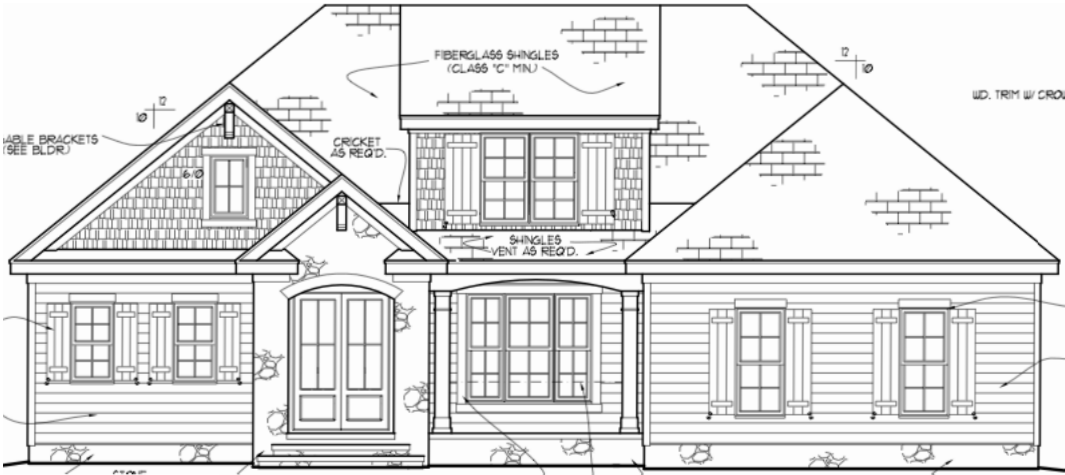 FIBERGLASS SHINGLES
(CLASS "C" MIN.)
12
10
WD. TRIM W/ CROW
12
10
ABLE BRACKETS
(SEE BLDR.)
CRICKET
AS REQ'D.
6/0
SHINGLES
VENT AS REQ'D.
STONE